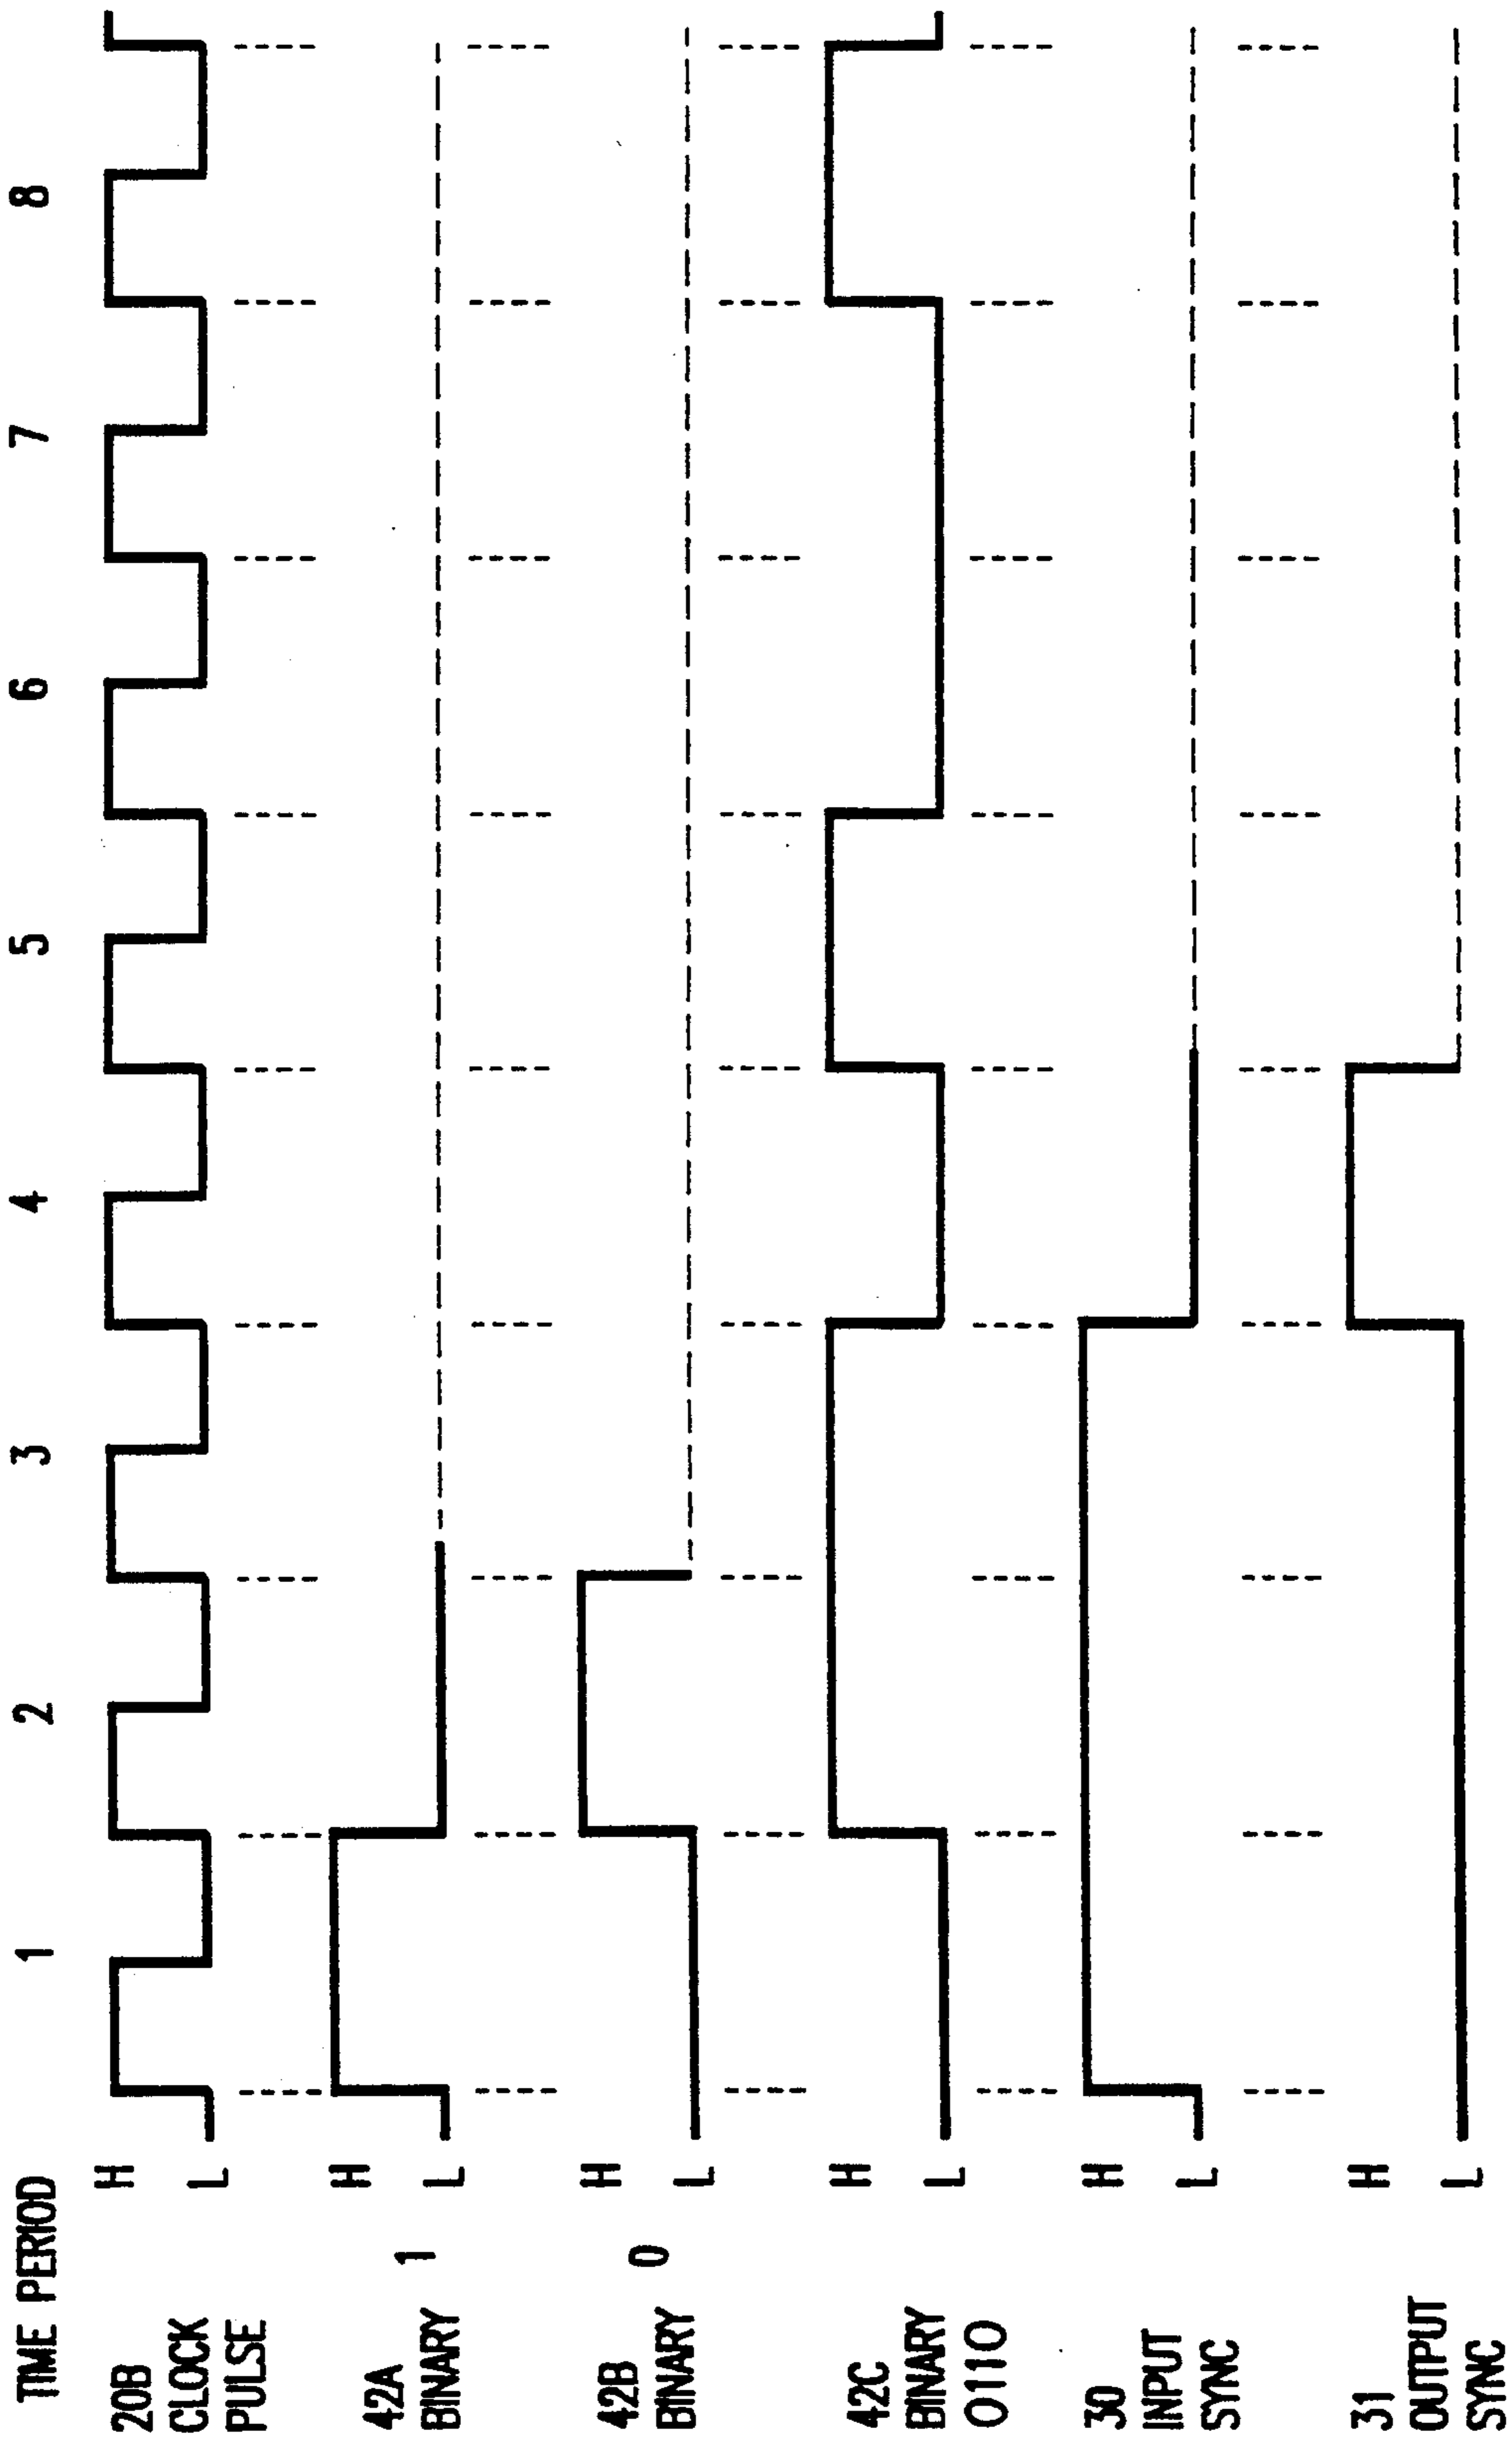 TIME PERIOD 1 2 3 4 5 6 7 8
20B H
CLOCK
PULSE L
42A H
BINARY 1 L
42B H
BINARY 0 L
42C H
BINARY L
0110
30 H
INPUT
SYNC L
31 H
OUTPUT
SYNC L